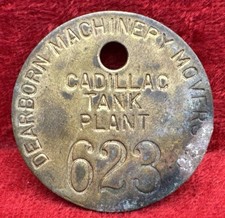 DEARBORN MACHINERY MOVERS
CADILLAC
TANK
PLANT
623